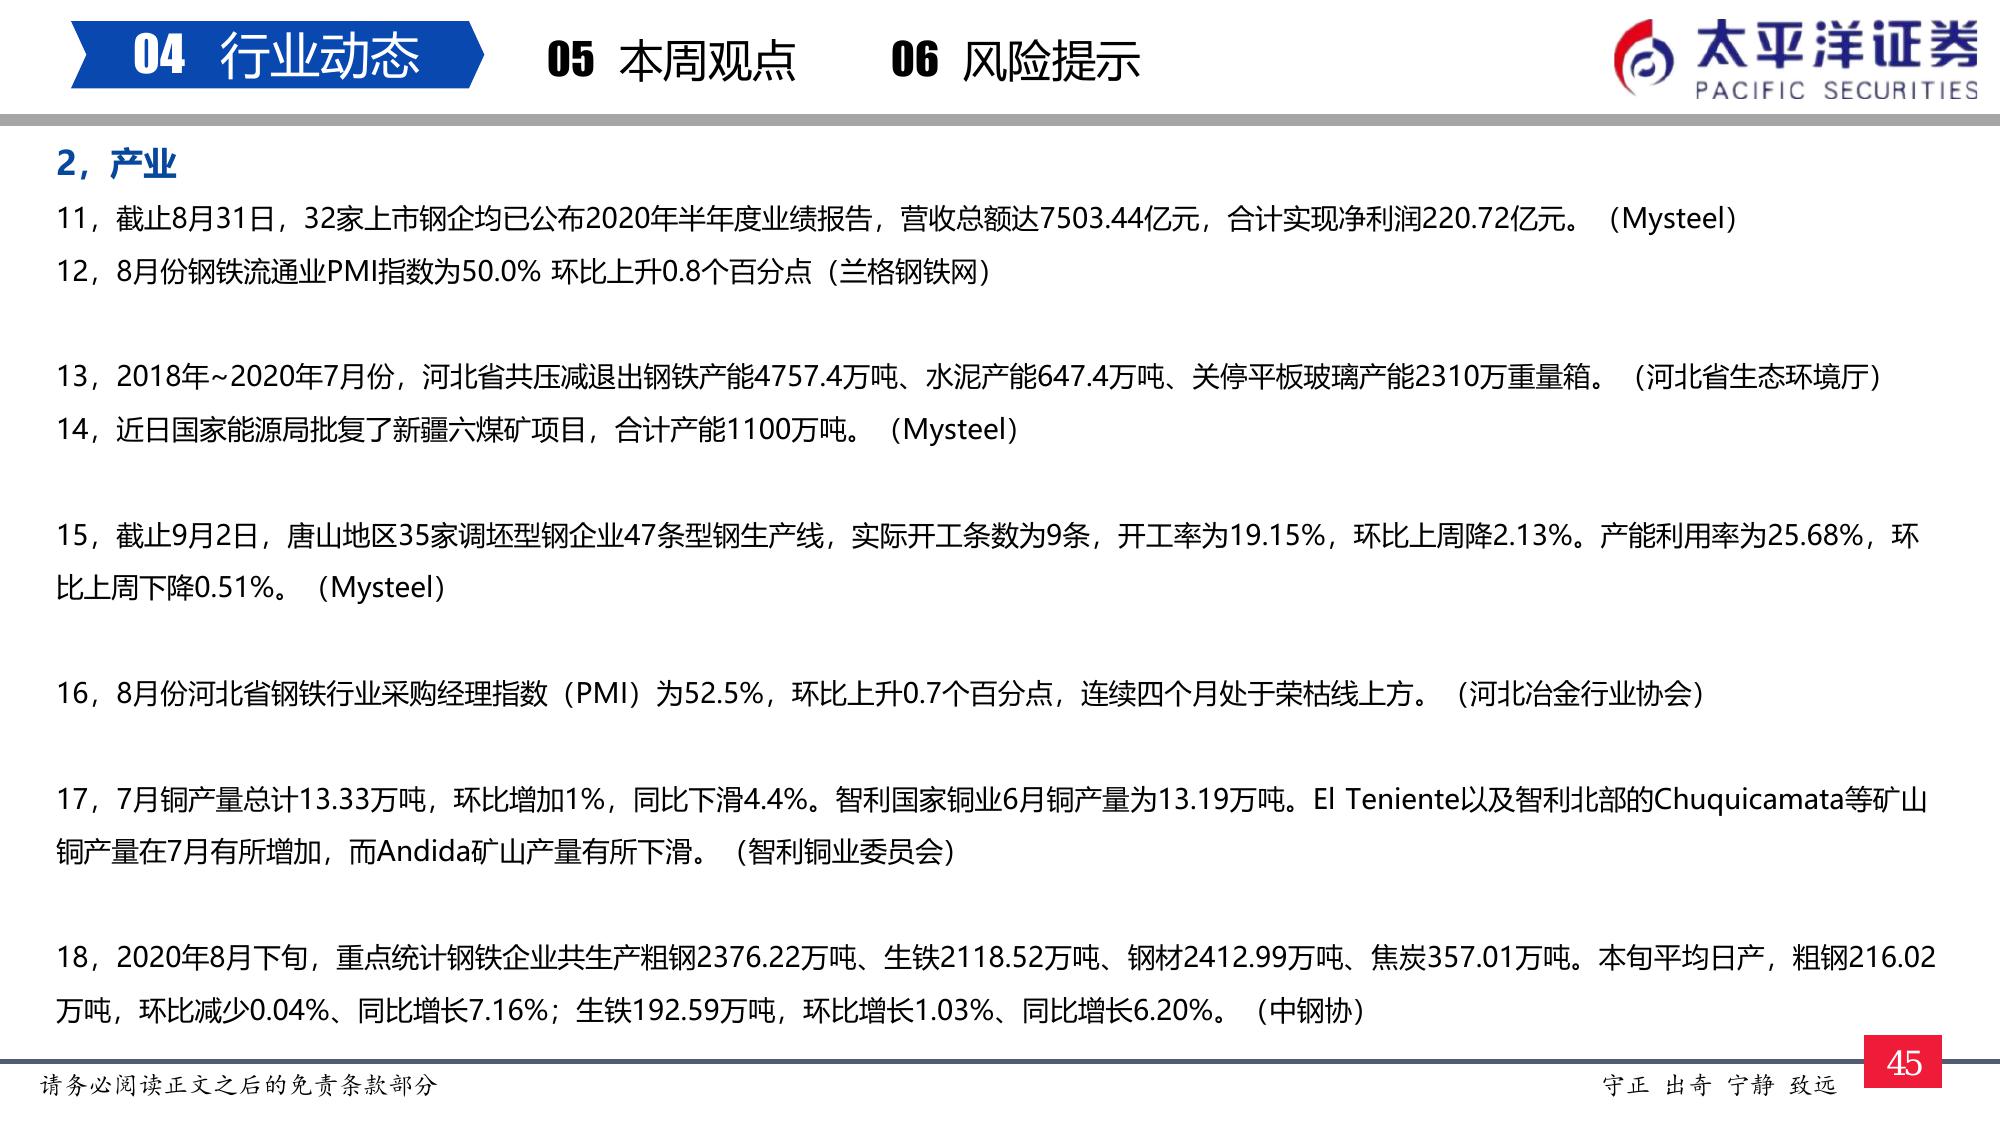 04 行业动态
05 本周观点
06 风险提示
太平洋证券
PACIFIC SECURITIES
2，产业
11，截止8月31日，32家上市钢企均已公布2020年半年度业绩报告，营收总额达7503.44亿元，合计实现净利润220.72亿元。（Mysteel）
12，8月份钢铁流通业PMI指数为50.0% 环比上升0.8个百分点（兰格钢铁网）
13，2018年~2020年7月份，河北省共压减退出钢铁产能4757.4万吨、水泥产能647.4万吨、关停平板玻璃产能2310万重量箱。（河北省生态环境厅）
14，近日国家能源局批复了新疆六煤矿项目，合计产能1100万吨。（Mysteel）
15，截止9月2日，唐山地区35家调坯型钢企业47条型钢生产线，实际开工条数为9条，开工率为19.15%，环比上周降2.13%。产能利用率为25.68%，环
比上周下降0.51%。（Mysteel）
16，8月份河北省钢铁行业采购经理指数（PMI）为52.5%，环比上升0.7个百分点，连续四个月处于荣枯线上方。（河北冶金行业协会）
17，7月铜产量总计13.33万吨，环比增加1%，同比下滑4.4%。智利国家铜业6月铜产量为13.19万吨。El Teniente以及智利北部的Chuquicamata等矿山
铜产量在7月有所增加，而Andida矿山产量有所下滑。（智利铜业委员会）
18，2020年8月下旬，重点统计钢铁企业共生产粗钢2376.22万吨、生铁2118.52万吨、钢材2412.99万吨、焦炭357.01万吨。本旬平均日产，粗钢216.02
万吨，环比减少0.04%、同比增长7.16%；生铁192.59万吨，环比增长1.03%、同比增长6.20%。（中钢协）
请务必阅读正文之后的免责条款部分
守正 出奇 宁静 致远
45